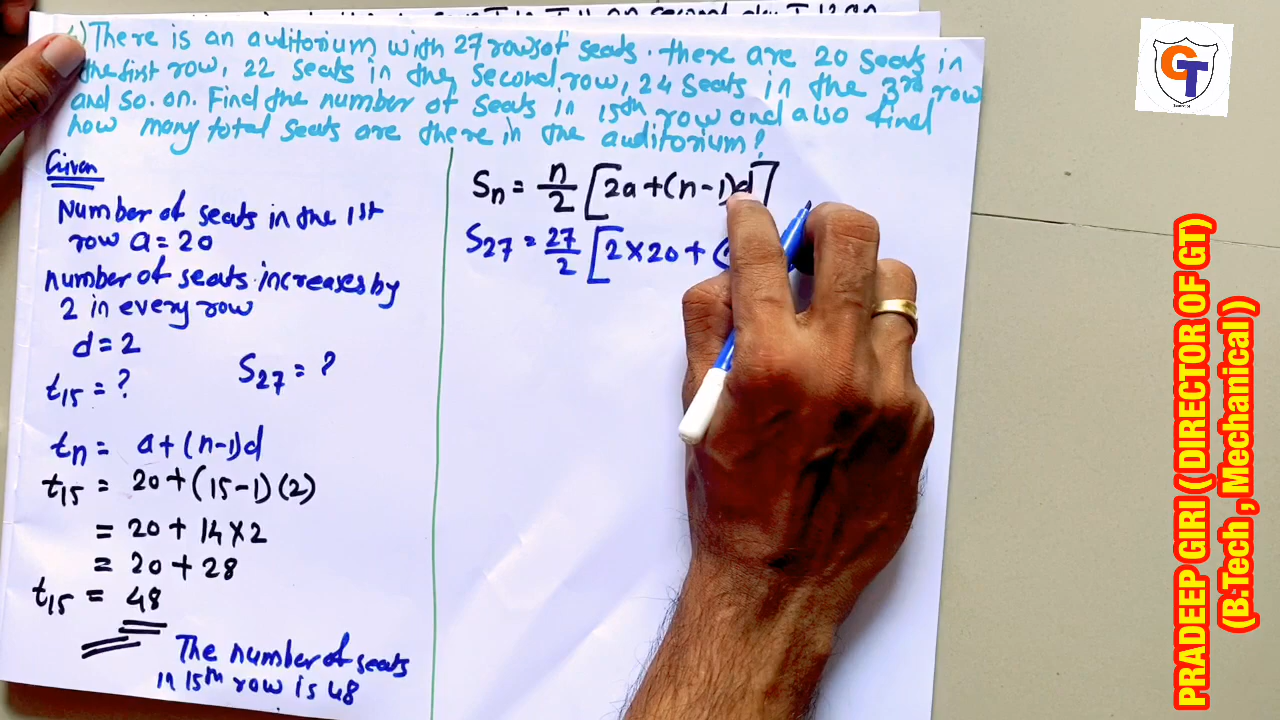 There is an auditorium with 27 rows of seats. there are 20 seats in
the first row, 22 seats in the second row, 24 seats in the 3rd row
and so. on. Find the number of seats in 15th row and also find
how many total seats are there in the auditorium?
Given
Number of seats in the 1st
row a = 20
number of seats increases by
2 in every row
d = 2
t15 = ?
S27 = ?
tn = a + (n-1)d
t15 = 20 + (15-1) (2)
= 20 + 14 × 2
= 20 + 28
t15 = 48
The number of seats
in 15th row is 48
Sn = n/2 [2a + (n-1)d]
S27 = 27/2 [2 × 20 + (
GT
PRADEEP GIRI (( DIRECTOR OF GT)
(B.Tech , Mechanical )